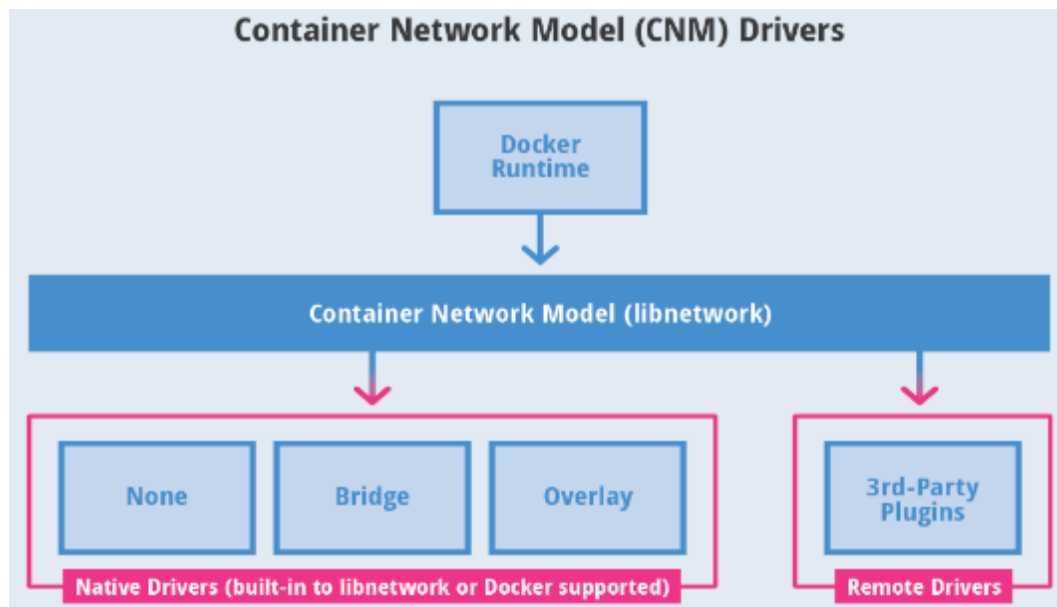 Container Network Model (CNM) Drivers
Docker
Runtime
Container Network Model (libnetwork)
None
Bridge
Overlay
3rd-Party
Plugins
Native Drivers (built-in to libnetwork or Docker supported)
Remote Drivers